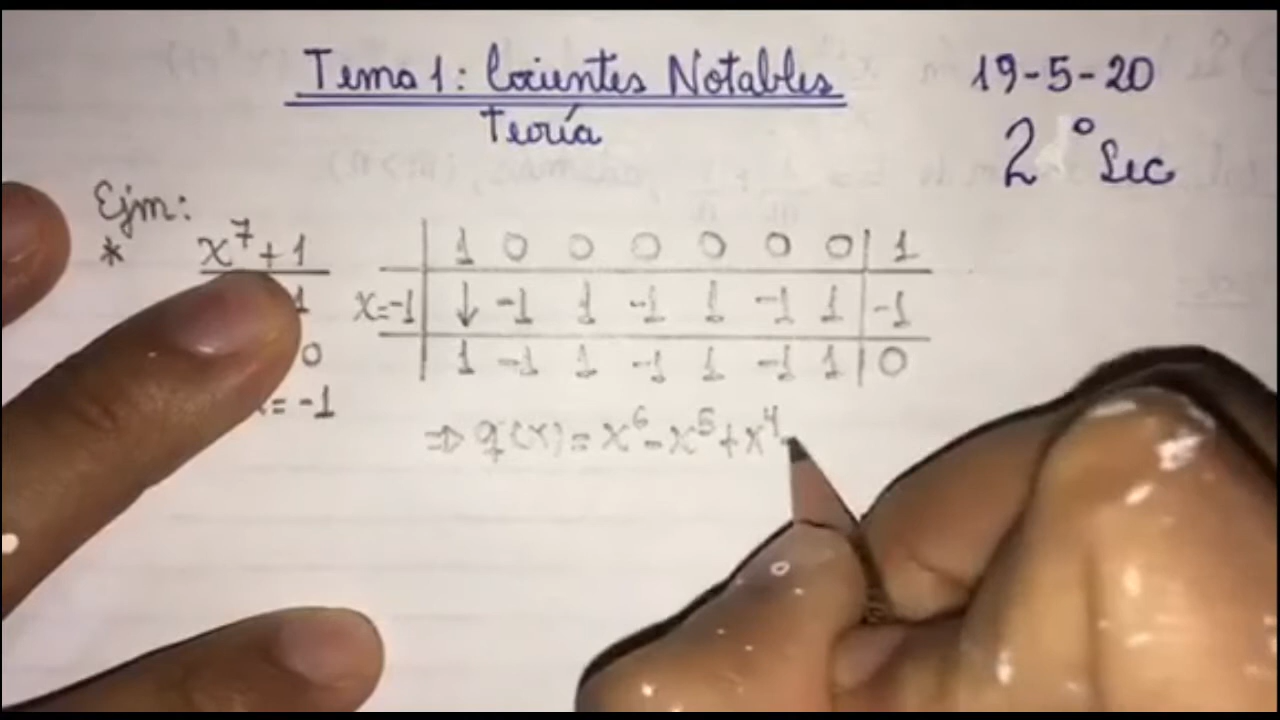 Tema 1: Cocientes Notables
Teoría
19-5-20
2° Sec
Ejm:
* x⁷+1
1
0
x=-1
1 0 0 0 0 0 0 1
x=-1 ↓ -1 1 -1 1 -1 1 -1
1 -1 1 -1 1 -1 1 0
⇒ q(x) = x⁶-x⁵+x⁴-